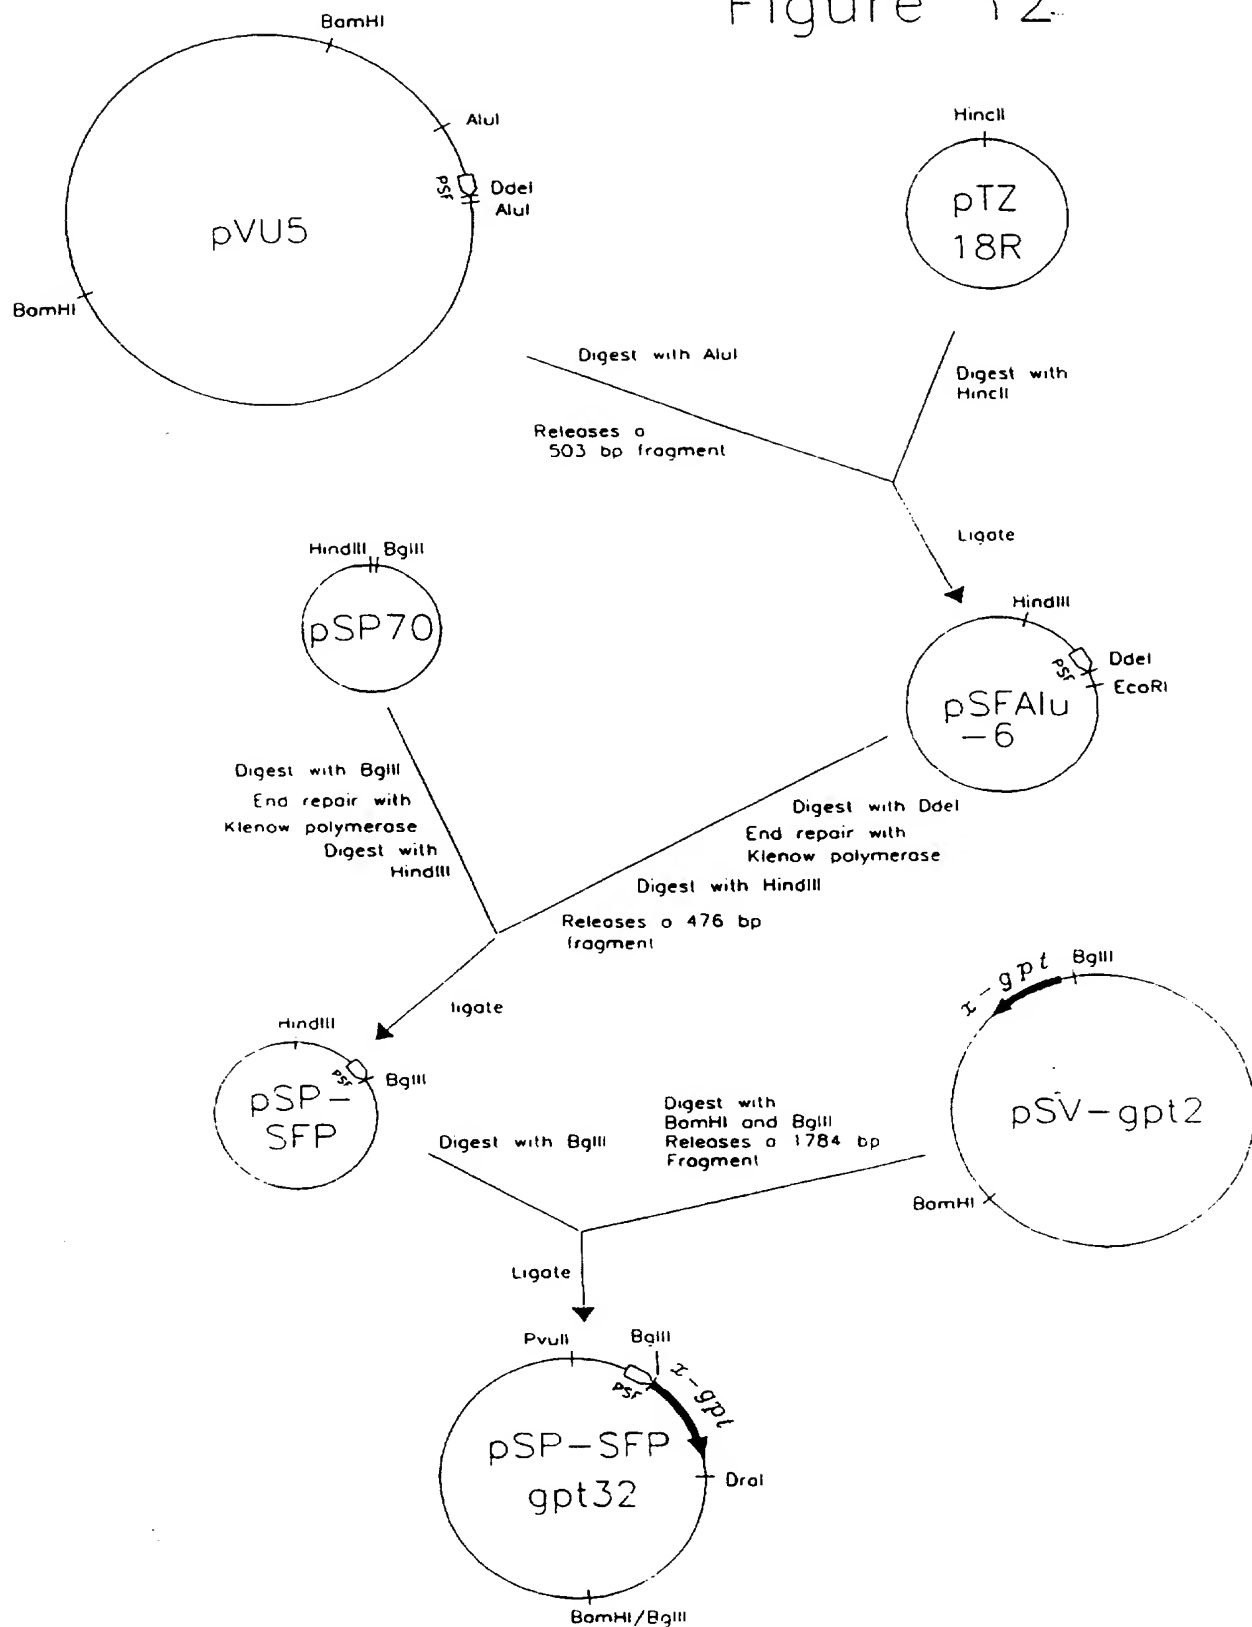 Figure 12
BamHI
AluI
psf
DdeI
AluI
pVU5
BamHI
HincII
pTZ
18R
Digest with AluI
Releases a
503 bp fragment
Digest with
HincII
Ligate
HindIII BglII
pSP70
HindIII
psf
DdeI
EcoRI
pSFAlu
-6
Digest with BglII
End repair with
Klenow polymerase
Digest with
HindIII
Digest with DdeI
End repair with
Klenow polymerase
Digest with HindIII
Releases a 476 bp
fragment
ligate
HindIII
psf
BglII
pSP-
SFP
x-gpt
BglII
pSV-gpt2
BamHI
Digest with BglII
Digest with
BamHI and BglII
Releases a 1784 bp
Fragment
Ligate
PvuII
BglII
psf
x-gpt
pSP-SFP
gpt32
DraI
BamHI/BglII